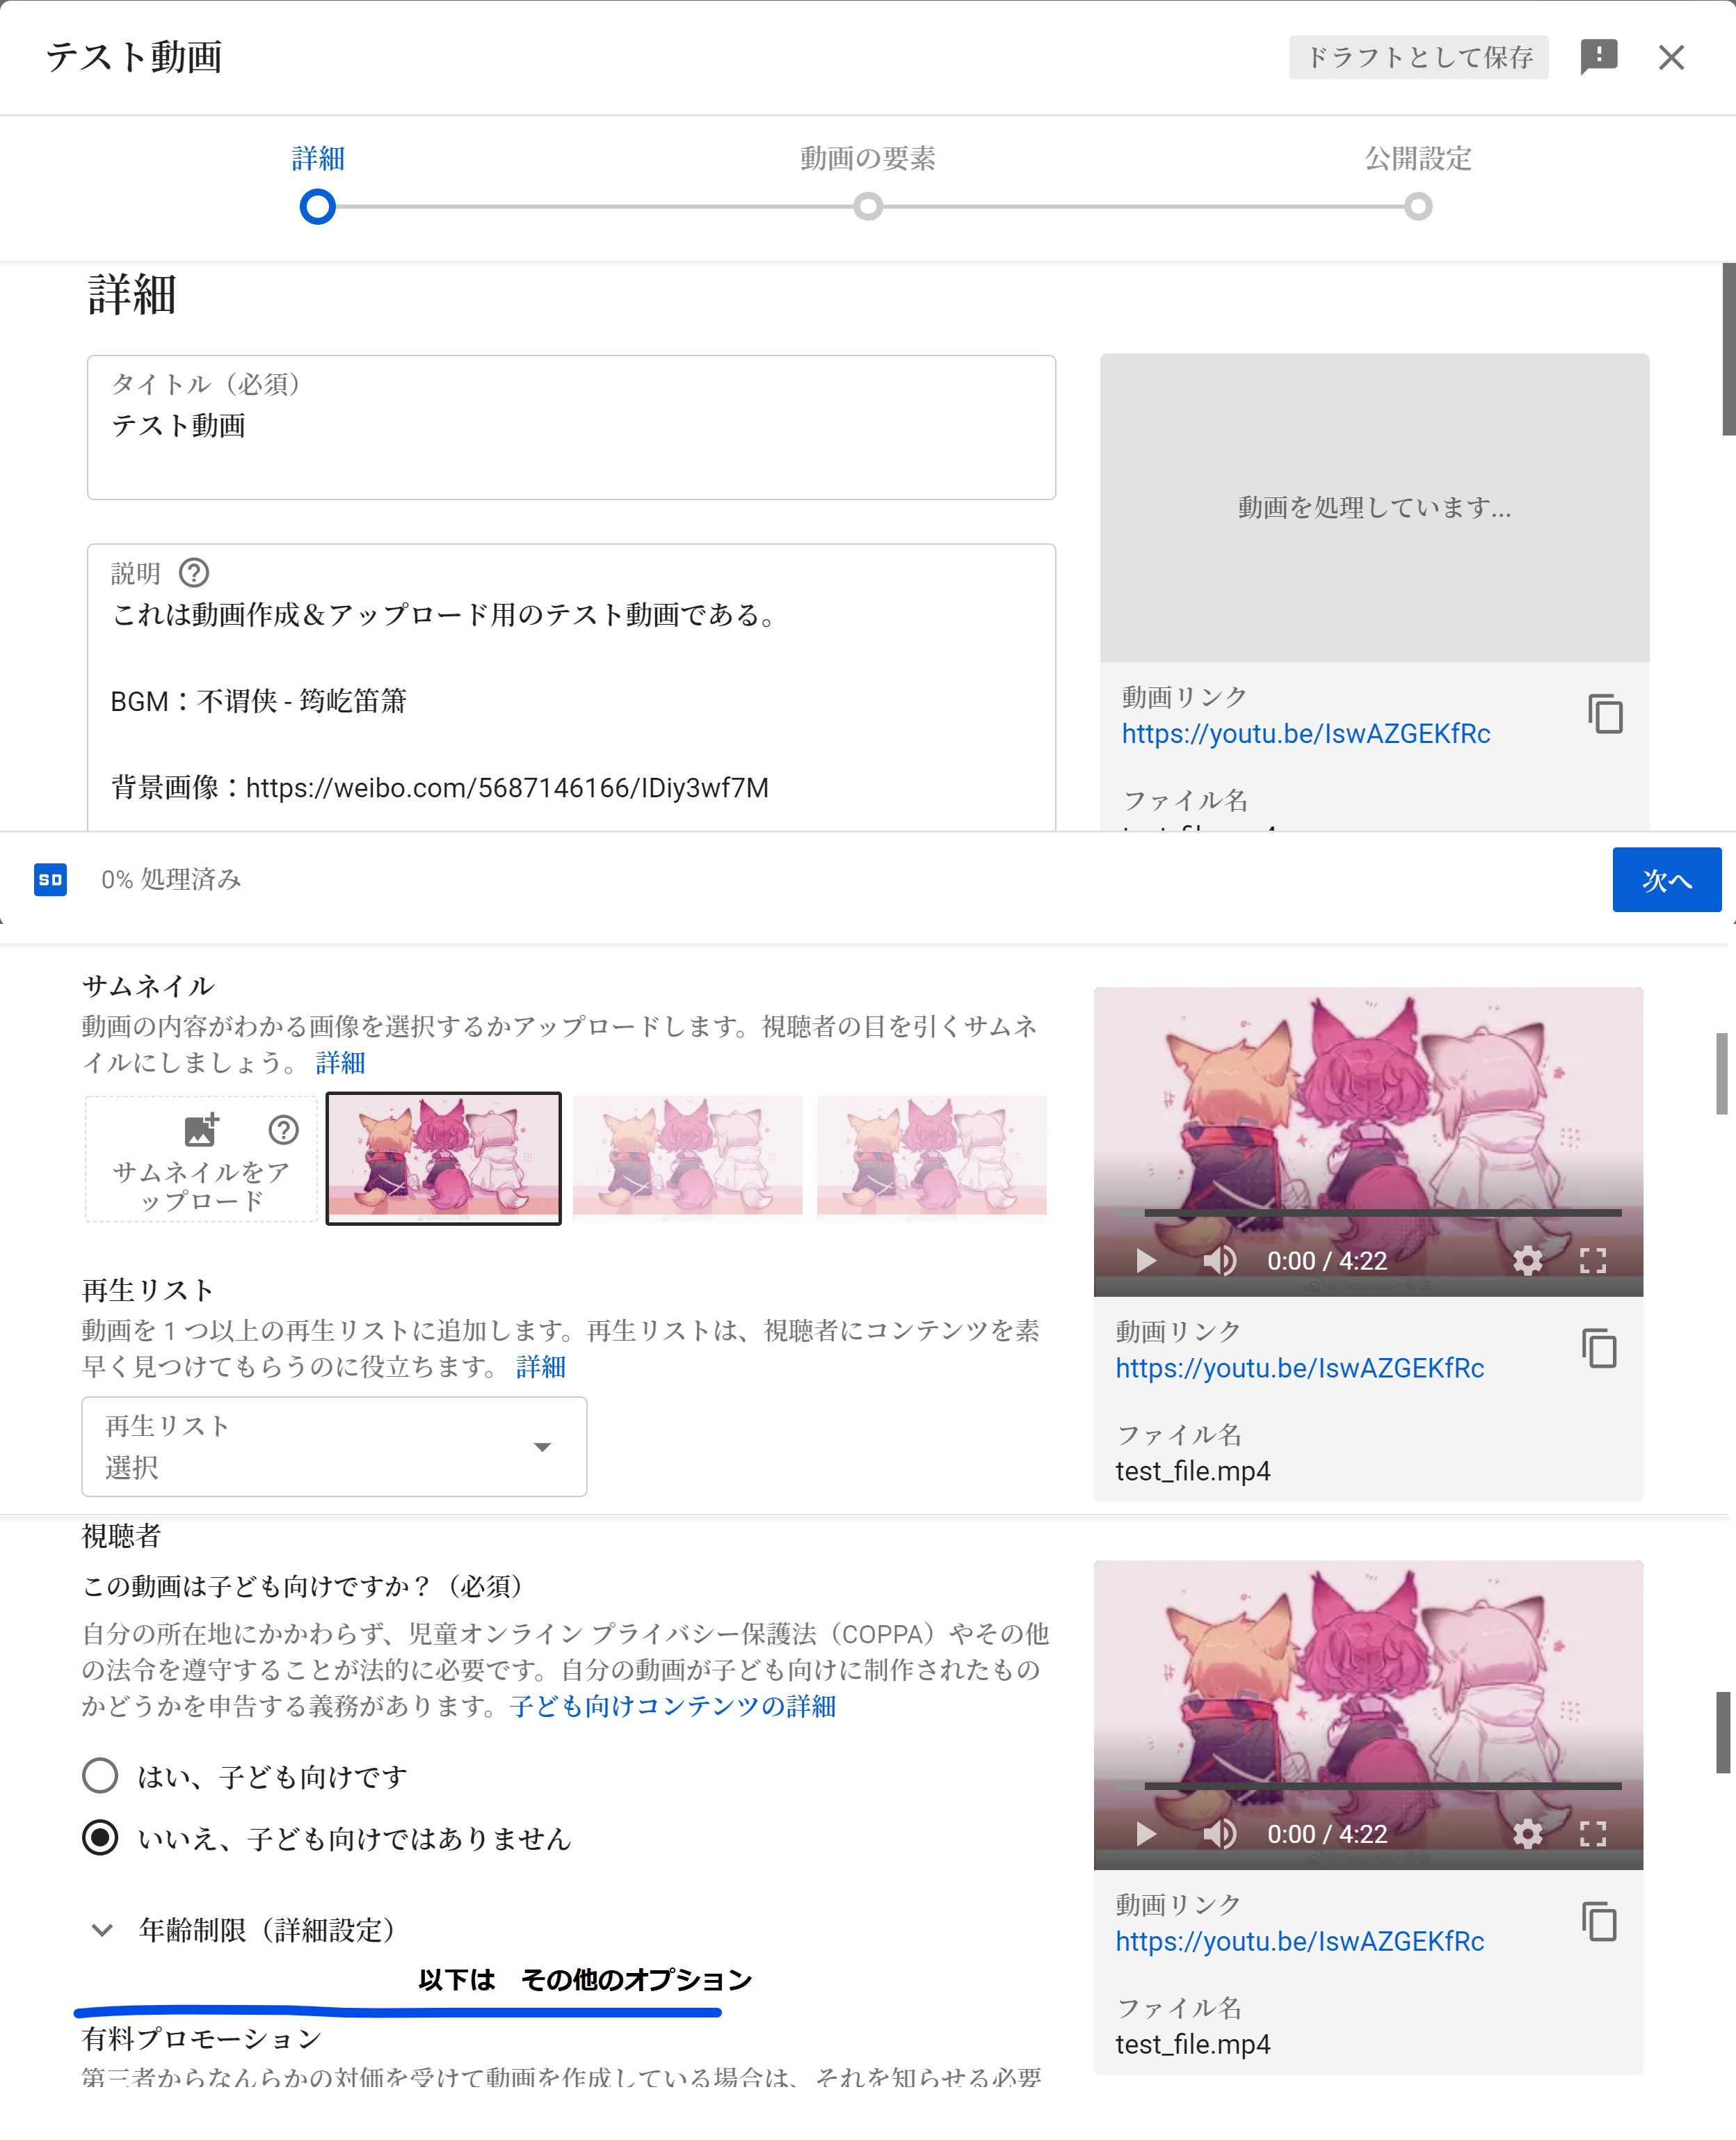 テスト動画
ドラフトとして保存
詳細
動画の要素
公開設定
詳細
タイトル（必須）
テスト動画
説明
これは動画作成＆アップロード用のテスト動画である。
BGM：不谓侠 - 筠屹笛箫
背景画像：https://weibo.com/5687146166/IDiy3wf7M
動画を処理しています...
動画リンク
https://youtu.be/IswAZGEKfRc
ファイル名
test_file.mp4
SD
0% 処理済み
次へ
サムネイル
動画の内容がわかる画像を選択するかアップロードします。視聴者の目を引くサムネ
イルにしましょう。 詳細
サムネイルをア
ップロード
再生リスト
動画を 1 つ以上の再生リストに追加します。再生リストは、視聴者にコンテンツを素
早く見つけてもらうのに役立ちます。 詳細
再生リスト
選択
0:00 / 4:22
動画リンク
https://youtu.be/IswAZGEKfRc
ファイル名
test_file.mp4
視聴者
この動画は子ども向けですか？（必須）
自分の所在地にかかわらず、児童オンライン プライバシー保護法（COPPA）やその他
の法令を遵守することが法的に必要です。自分の動画が子ども向けに制作されたもの
かどうかを申告する義務があります。子ども向けコンテンツの詳細
はい、子ども向けです
いいえ、子ども向けではありません
年齢制限（詳細設定）
以下は　その他のオプション
有料プロモーション
第三者からなんらかの対価を受けて動画を作成している場合は、それを知らせる必要
0:00 / 4:22
動画リンク
https://youtu.be/IswAZGEKfRc
ファイル名
test_file.mp4